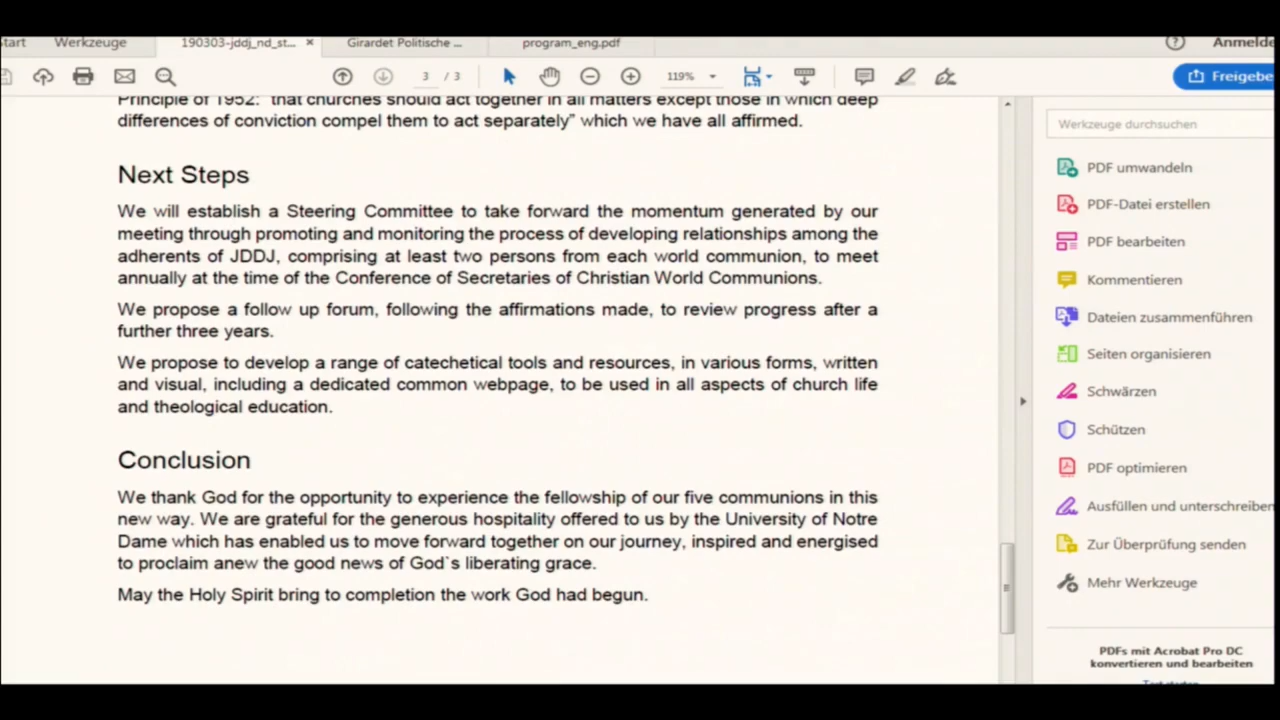 tart Werkzeuge 190303-jddj_nd_st... × Girardet Politische ... program_eng.pdf ? Anmelde
3 / 3 119% Freigebe
Principle of 1952: "that churches should act together in all matters except those in which deep
differences of conviction compel them to act separately" which we have all affirmed.
Next Steps
We will establish a Steering Committee to take forward the momentum generated by our
meeting through promoting and monitoring the process of developing relationships among the
adherents of JDDJ, comprising at least two persons from each world communion, to meet
annually at the time of the Conference of Secretaries of Christian World Communions.
We propose a follow up forum, following the affirmations made, to review progress after a
further three years.
We propose to develop a range of catechetical tools and resources, in various forms, written
and visual, including a dedicated common webpage, to be used in all aspects of church life
and theological education.
Conclusion
We thank God for the opportunity to experience the fellowship of our five communions in this
new way. We are grateful for the generous hospitality offered to us by the University of Notre
Dame which has enabled us to move forward together on our journey, inspired and energised
to proclaim anew the good news of God`s liberating grace.
May the Holy Spirit bring to completion the work God had begun.
Werkzeuge durchsuchen
PDF umwandeln
PDF-Datei erstellen
PDF bearbeiten
Kommentieren
Dateien zusammenführen
Seiten organisieren
Schwärzen
Schützen
PDF optimieren
Ausfüllen und unterschreiben
Zur Überprüfung senden
Mehr Werkzeuge
PDFs mit Acrobat Pro DC
konvertieren und bearbeiten